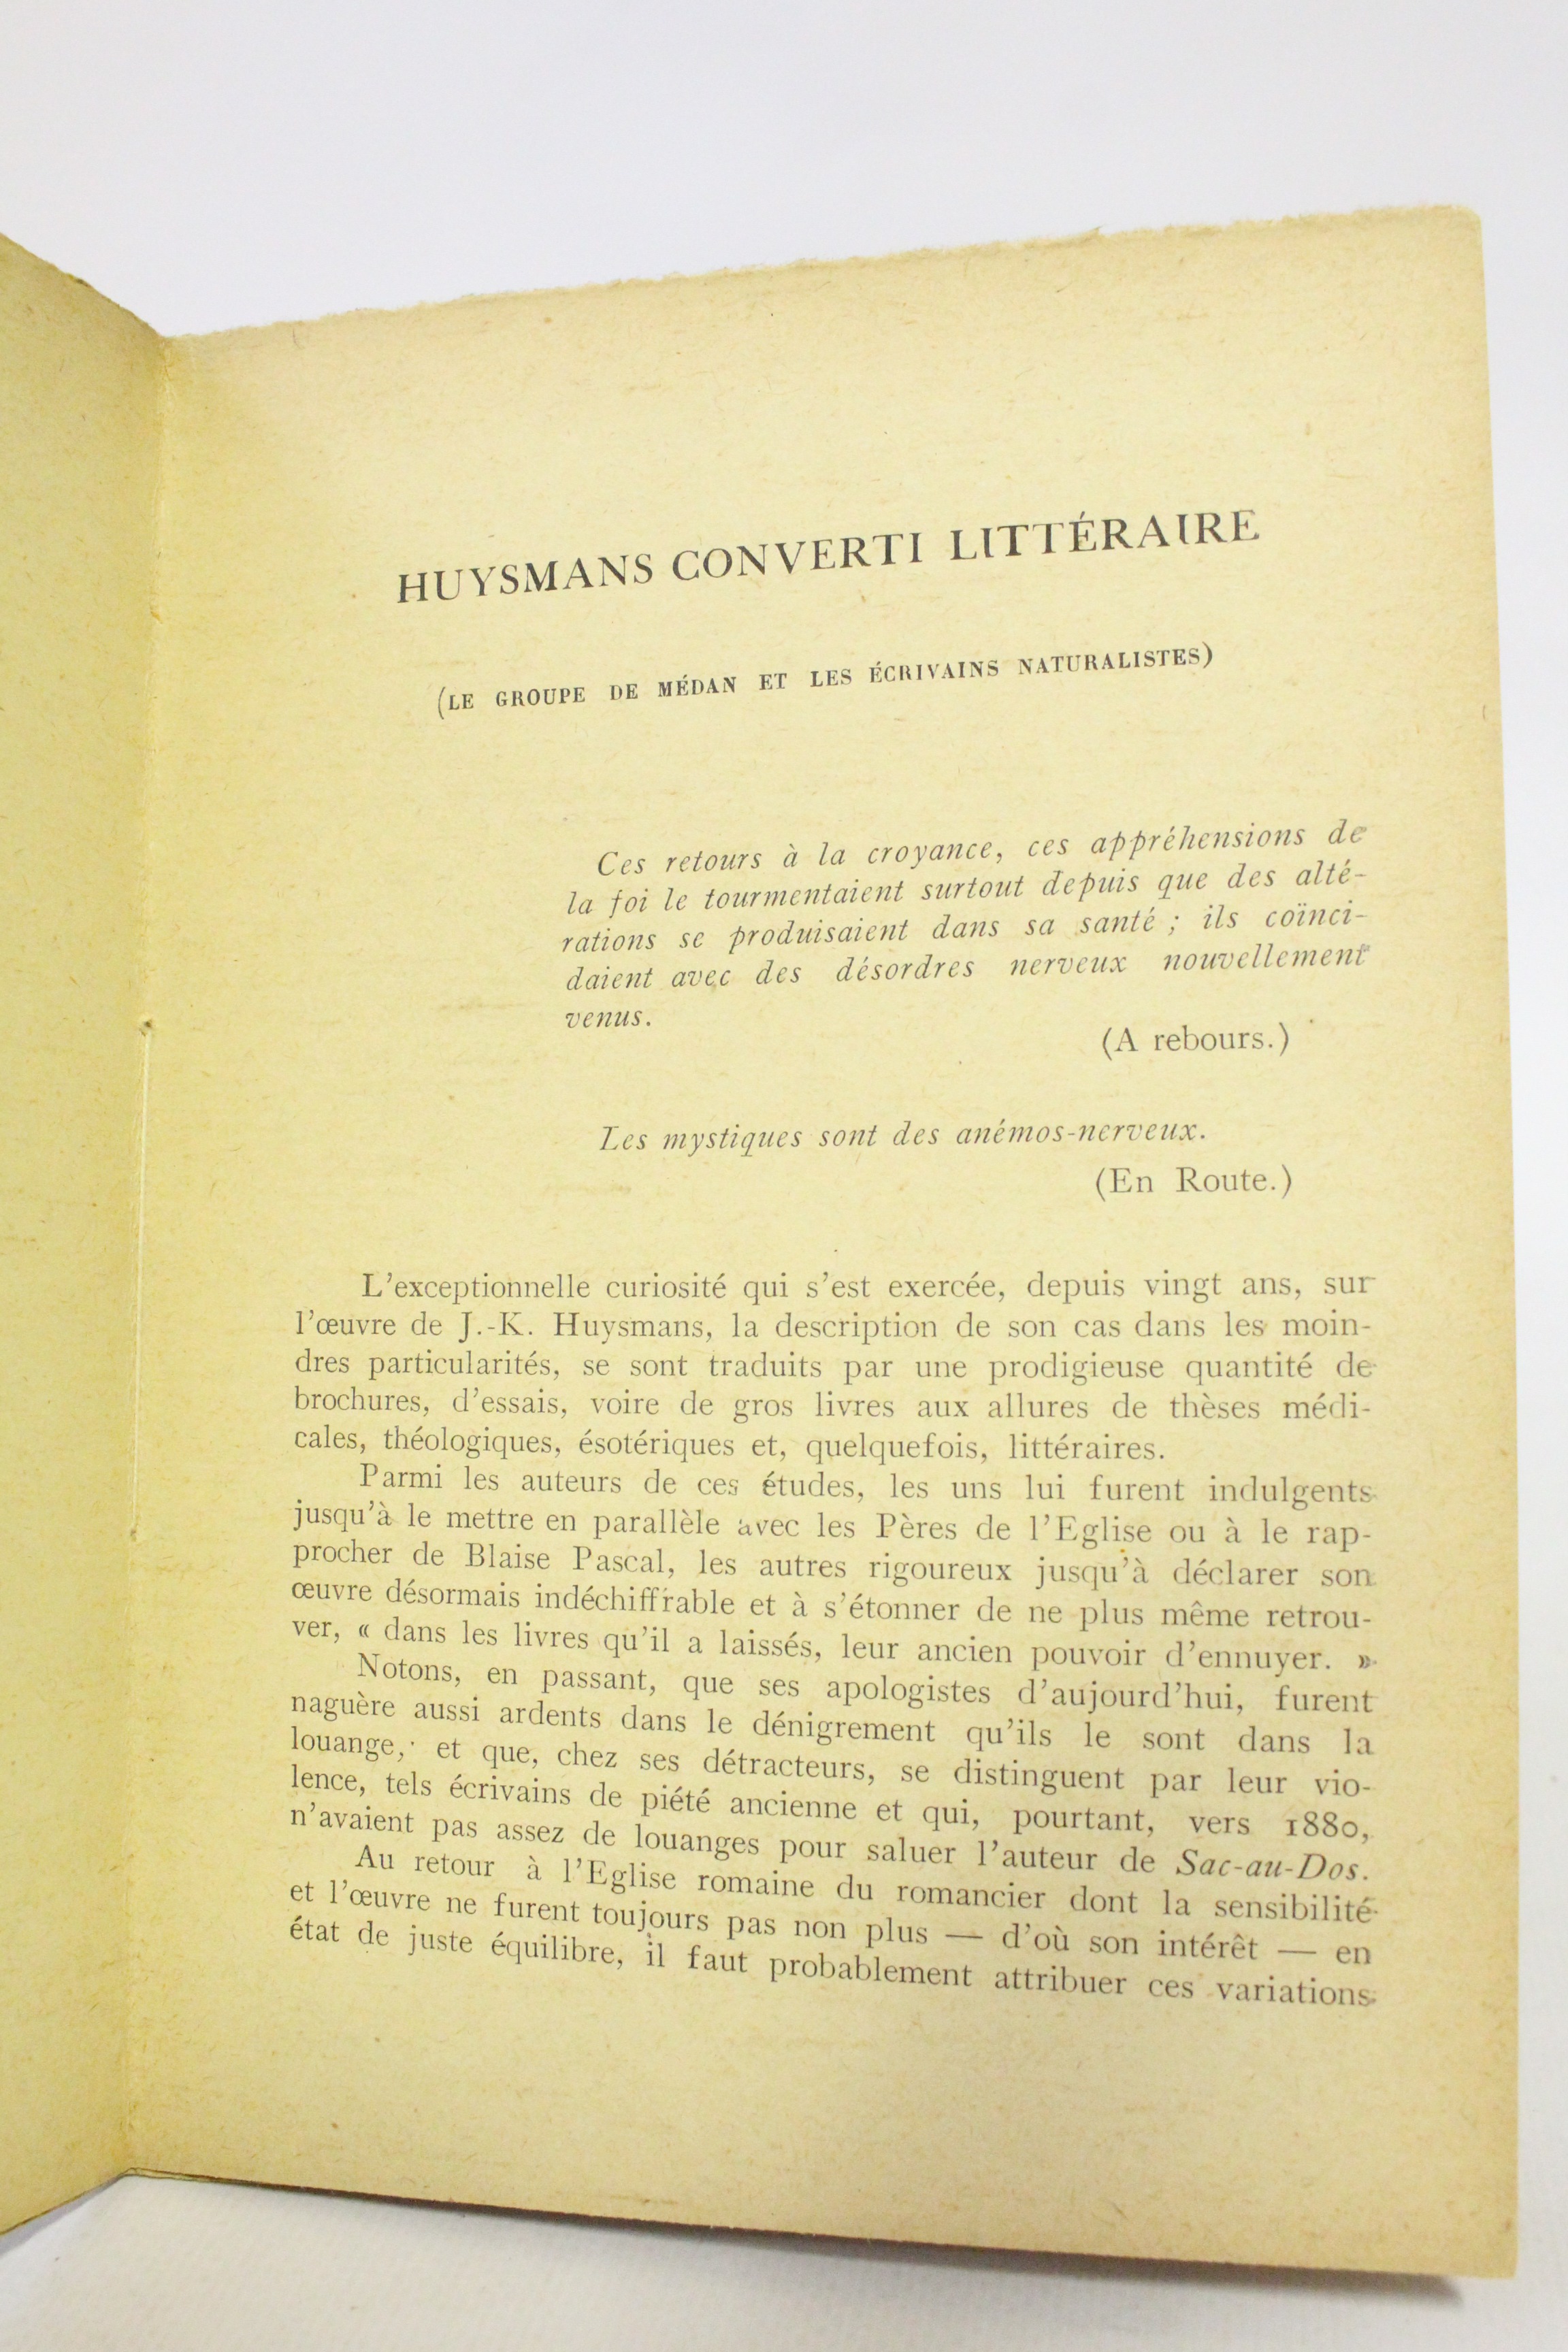 HUYSMANS CONVERTI LITTÉRAIRE
(LE GROUPE DE MÉDAN ET LES ÉCRIVAINS NATURALISTES)
Ces retours à la croyance, ces appréhensions de
la foi le tourmentaient surtout depuis que des alté-
rations se produisaient dans sa santé ; ils coïnci-
daient avec des désordres nerveux nouvellement
venus.
(A rebours.)
Les mystiques sont des anémos-nerveux.
(En Route.)
L'exceptionnelle curiosité qui s'est exercée, depuis vingt ans, sur
l'œuvre de J.-K. Huysmans, la description de son cas dans les moin-
dres particularités, se sont traduits par une prodigieuse quantité de
brochures, d'essais, voire de gros livres aux allures de thèses médi-
cales, théologiques, ésotériques et, quelquefois, littéraires.
Parmi les auteurs de ces études, les uns lui furent indulgents
jusqu'à le mettre en parallèle avec les Pères de l'Eglise ou à le rap-
procher de Blaise Pascal, les autres rigoureux jusqu'à déclarer son
œuvre désormais indéchiffrable et à s'étonner de ne plus même retrou-
ver, « dans les livres qu'il a laissés, leur ancien pouvoir d'ennuyer. »
Notons, en passant, que ses apologistes d'aujourd'hui, furent
naguère aussi ardents dans le dénigrement qu'ils le sont dans la
louange, et que, chez ses détracteurs, se distinguent par leur vio-
lence, tels écrivains de piété ancienne et qui, pourtant, vers 1880,
n'avaient pas assez de louanges pour saluer l'auteur de Sac-au-Dos.
Au retour à l'Eglise romaine du romancier dont la sensibilité
et l'œuvre ne furent toujours pas non plus — d'où son intérêt — en
état de juste équilibre, il faut probablement attribuer ces variations